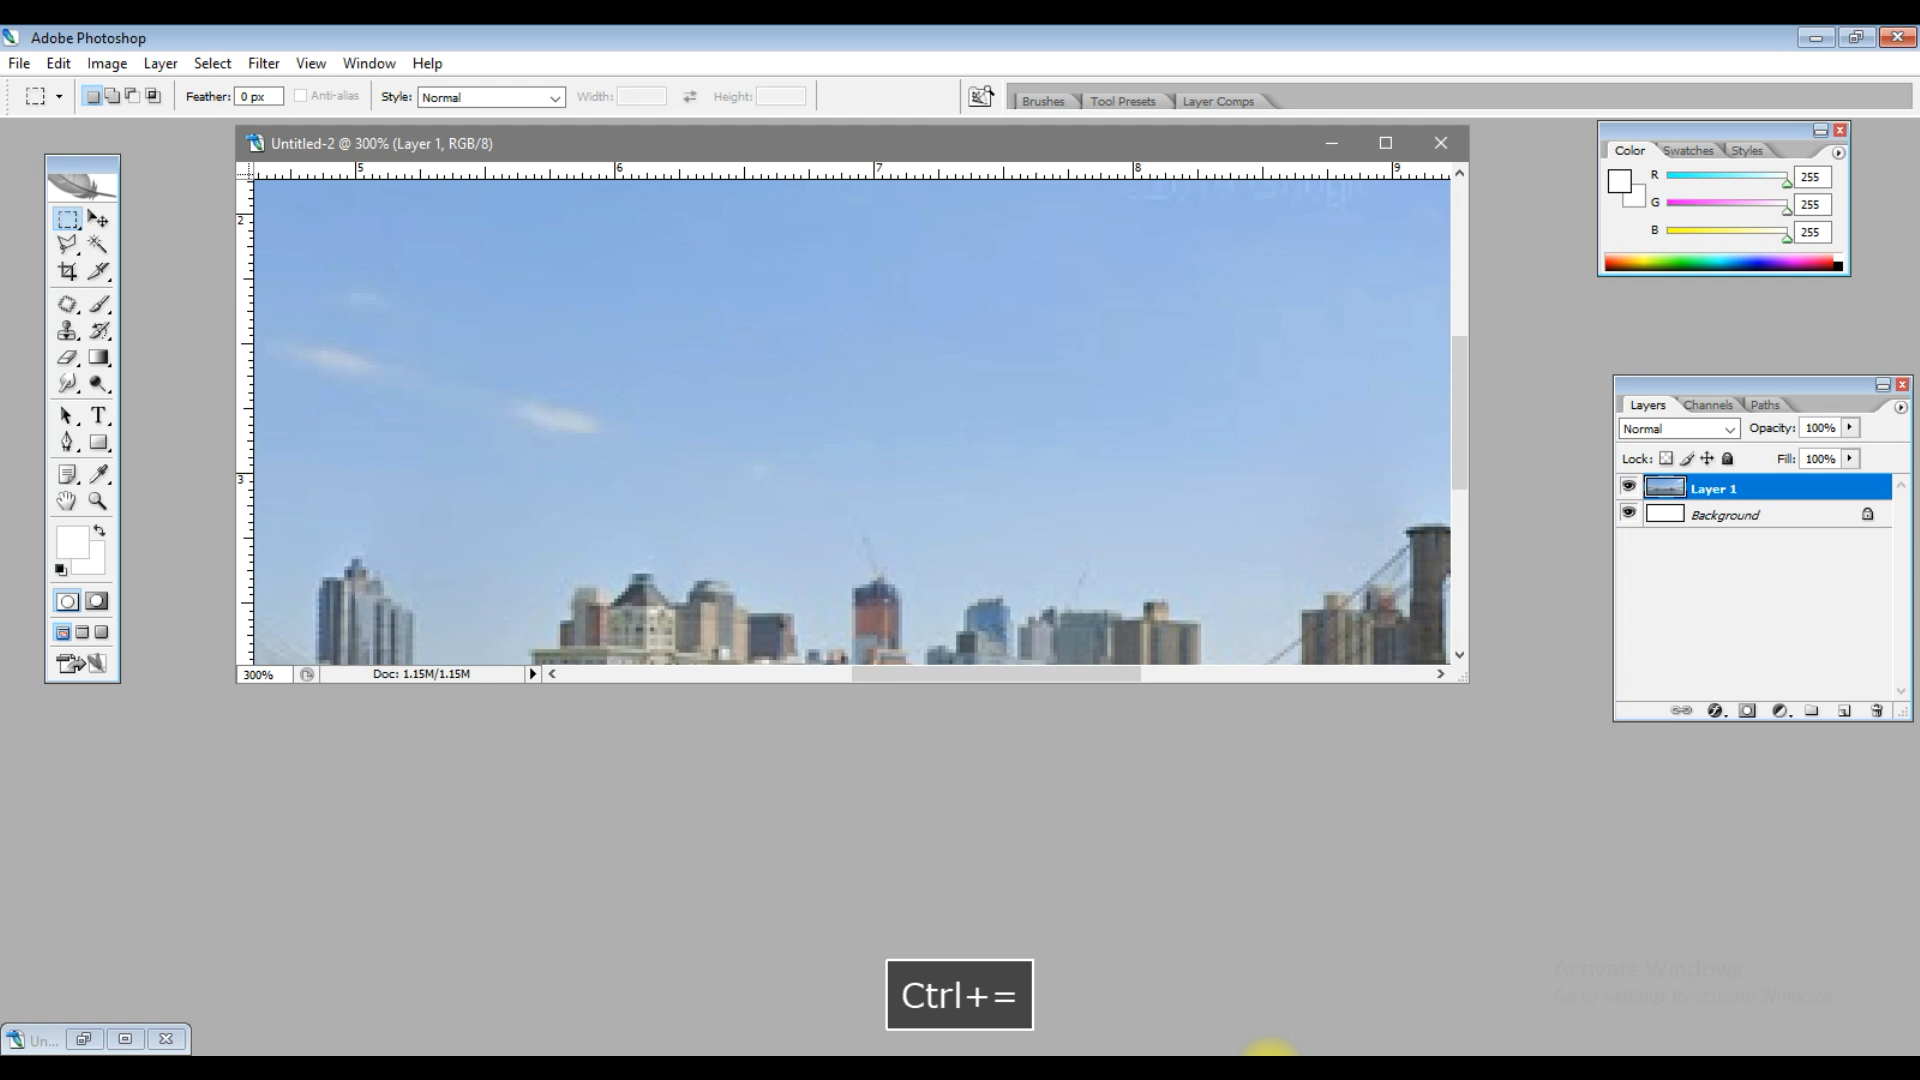 Adobe Photoshop
File Edit Image Layer Select Filter View Window Help
Feather: 0 px Anti-alias Style: Normal Width: Height: Brushes Tool Presets Layer Comps
Untitled-2 @ 300% (Layer 1, RGB/8)
5 6 7 8 9
2
3
Color Swatches Styles
R 255
G 255
B 255
Layers Channels Paths
Normal Opacity: 100%
Lock: Fill: 100%
Layer 1
Background
300% Doc: 1.15M/1.15M
Ctrl+=
Activate Windows
Un...